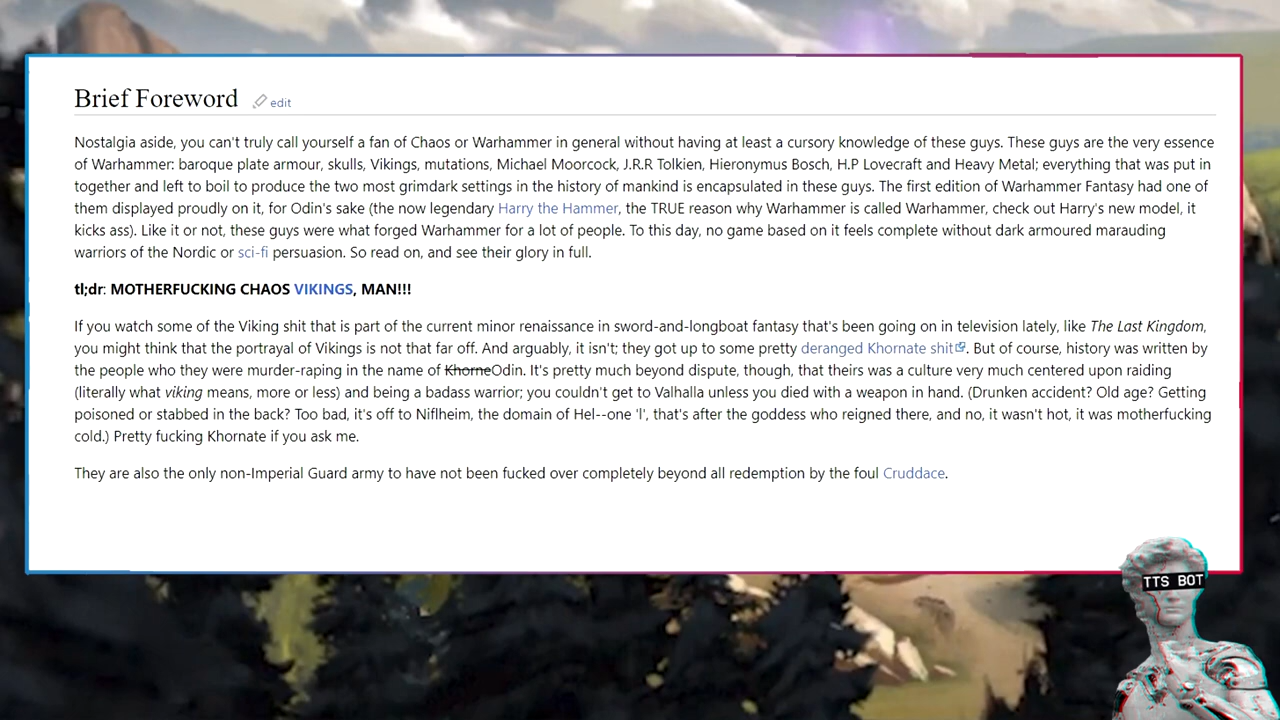 Brief Foreword edit
Nostalgia aside, you can't truly call yourself a fan of Chaos or Warhammer in general without having at least a cursory knowledge of these guys. These guys are the very essence
of Warhammer: baroque plate armour, skulls, Vikings, mutations, Michael Moorcock, J.R.R Tolkien, Hieronymus Bosch, H.P Lovecraft and Heavy Metal; everything that was put in
together and left to boil to produce the two most grimdark settings in the history of mankind is encapsulated in these guys. The first edition of Warhammer Fantasy had one of
them displayed proudly on it, for Odin's sake (the now legendary Harry the Hammer, the TRUE reason why Warhammer is called Warhammer, check out Harry's new model, it
kicks ass). Like it or not, these guys were what forged Warhammer for a lot of people. To this day, no game based on it feels complete without dark armoured marauding
warriors of the Nordic or sci-fi persuasion. So read on, and see their glory in full.
tl;dr: MOTHERFUCKING CHAOS VIKINGS, MAN!!!
If you watch some of the Viking shit that is part of the current minor renaissance in sword-and-longboat fantasy that's been going on in television lately, like The Last Kingdom,
you might think that the portrayal of Vikings is not that far off. And arguably, it isn't; they got up to some pretty deranged Khornate shit. But of course, history was written by
the people who they were murder-raping in the name of KhorneOdin. It's pretty much beyond dispute, though, that theirs was a culture very much centered upon raiding
(literally what viking means, more or less) and being a badass warrior; you couldn't get to Valhalla unless you died with a weapon in hand. (Drunken accident? Old age? Getting
poisoned or stabbed in the back? Too bad, it's off to Niflheim, the domain of Hel--one 'l', that's after the goddess who reigned there, and no, it wasn't hot, it was motherfucking
cold.) Pretty fucking Khornate if you ask me.
They are also the only non-Imperial Guard army to have not been fucked over completely beyond all redemption by the foul Cruddace.
TTS BOT